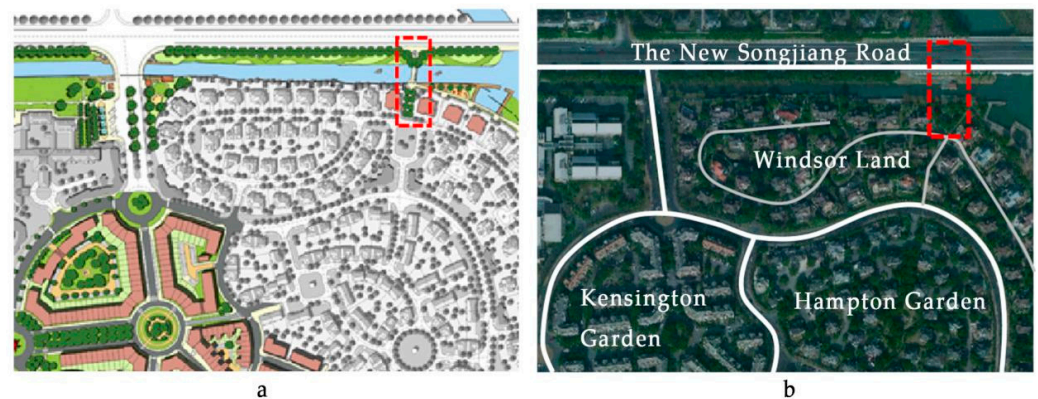 The New Songjiang Road
Windsor Land
Kensington
Garden
Hampton Garden
a
b